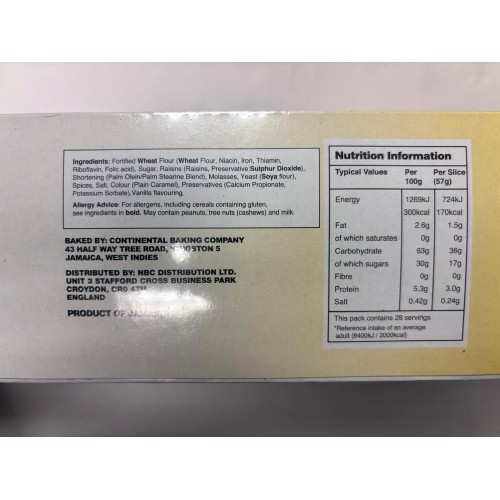 Ingredients: Fortified Wheat Flour (Wheat Flour, Niacin, Iron, Thiamin,
Riboflavin, Folic acid), Sugar, Raisins (Raisins, Preservative:Sulphur Dioxide),
Shortening (Palm Olein/Palm Stearine Blend), Molasses, Yeast (Soya flour),
Spices, Salt, Colour (Plain Caramel), Preservatives (Calcium Propionate,
Potassium Sorbate),Vanilla flavouring.
Allergy Advice: For allergens, including cereals containing gluten,
see ingredients in bold. May contain peanuts, tree nuts (cashews) and milk.
BAKED BY: CONTINENTAL BAKING COMPANY
43 HALF WAY TREE ROAD, KINGSTON 5
JAMAICA, WEST INDIES
DISTRIBUTED BY: NBC DISTRIBUTION LTD.
UNIT 3 STAFFORD CROSS BUSINESS PARK
CROYDON, CR0 4TU
ENGLAND
PRODUCT OF JAMAICA
Nutrition Information
Typical Values Per 100g Per Slice (57g)
Energy 1269kJ 724kJ
300kcal 170kcal
Fat 2.6g 1.5g
of which saturates 0g 0g
Carbohydrate 63g 36g
of which sugars 30g 17g
Fibre 0g 0g
Protein 5.3g 3.0g
Salt 0.42g 0.24g
This pack contains 28 servings
*Reference intake of an average
adult (8400kJ / 2000kcal)